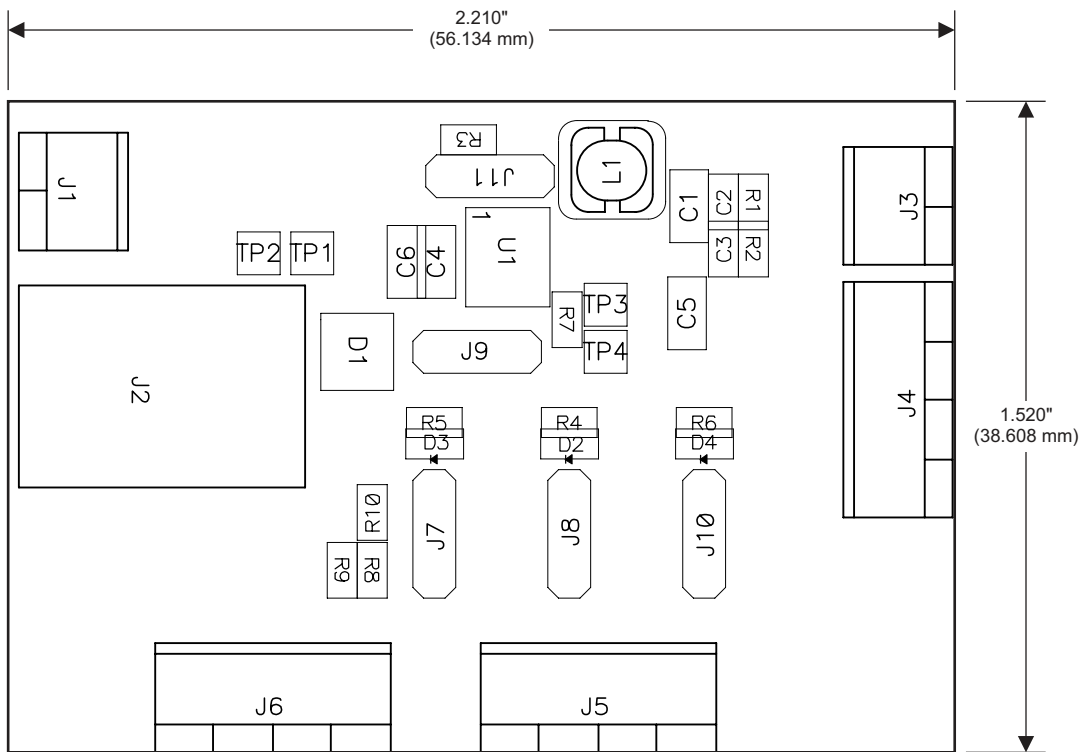 2.210"
(56.134 mm)
R3
J11
L1
J1
C1
C2
R1
J3
TP2
TP1
C6
C4
1
U1
C3
R2
R7
TP3
C5
D1
J9
TP4
J2
J4
1.520"
(38.608 mm)
R5
D3
R4
D2
R6
D4
R10
J7
J8
J10
R9
R8
J6
J5